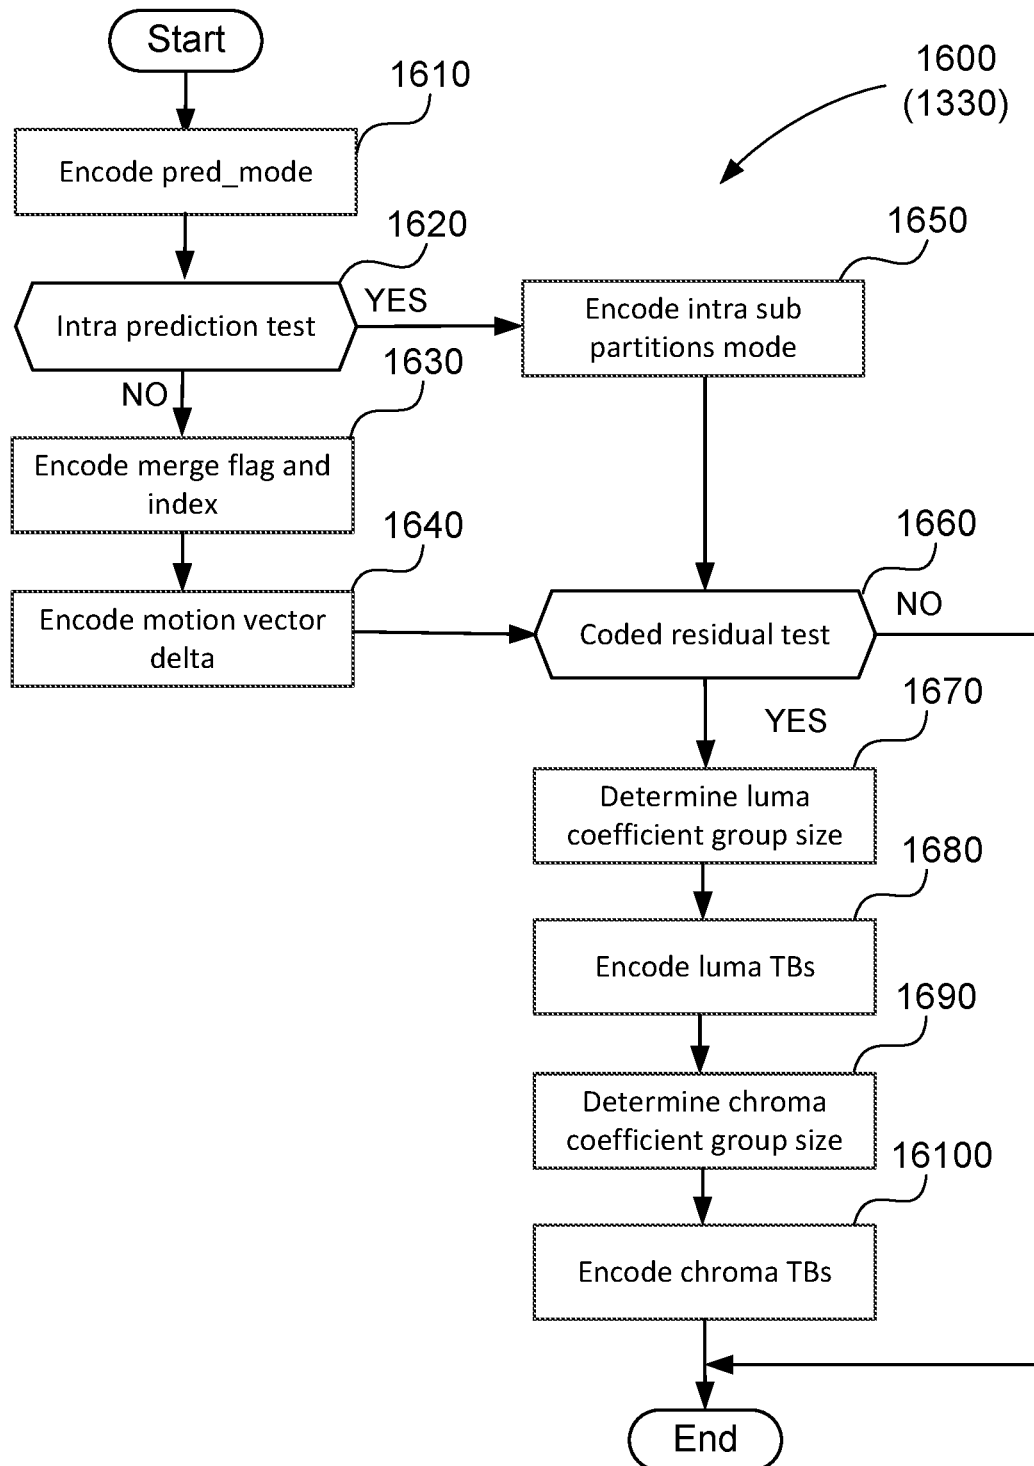 Start
1600
(1330)
1610
Encode pred_mode
1620
Intra prediction test
YES
1650
Encode intra sub
partitions mode
NO
1630
Encode merge flag and
index
1640
Encode motion vector
delta
1660
Coded residual test
NO
YES
1670
Determine luma
coefficient group size
1680
Encode luma TBs
1690
Determine chroma
coefficient group size
16100
Encode chroma TBs
End